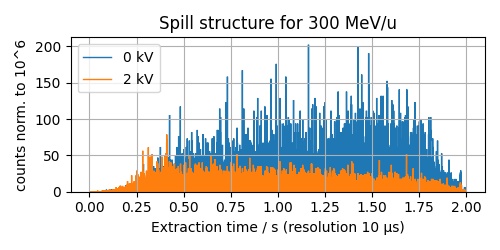 Spill structure for 300 MeV/u
counts norm. to 10^6
200
150
100
50
0
0 kV
2 kV
0.00 0.25 0.50 0.75 1.00 1.25 1.50 1.75 2.00
Extraction time / s (resolution 10 µs)